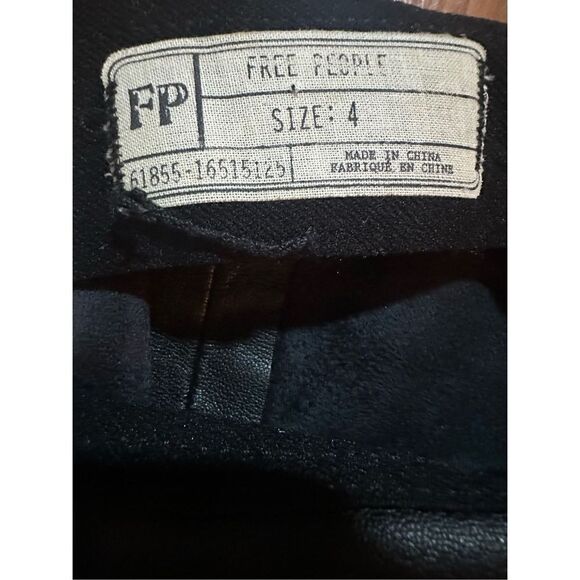 FP
FREE PEOPLE
SIZE: 4
61855-16515125
MADE IN CHINA
FABRIQUÉ EN CHINE